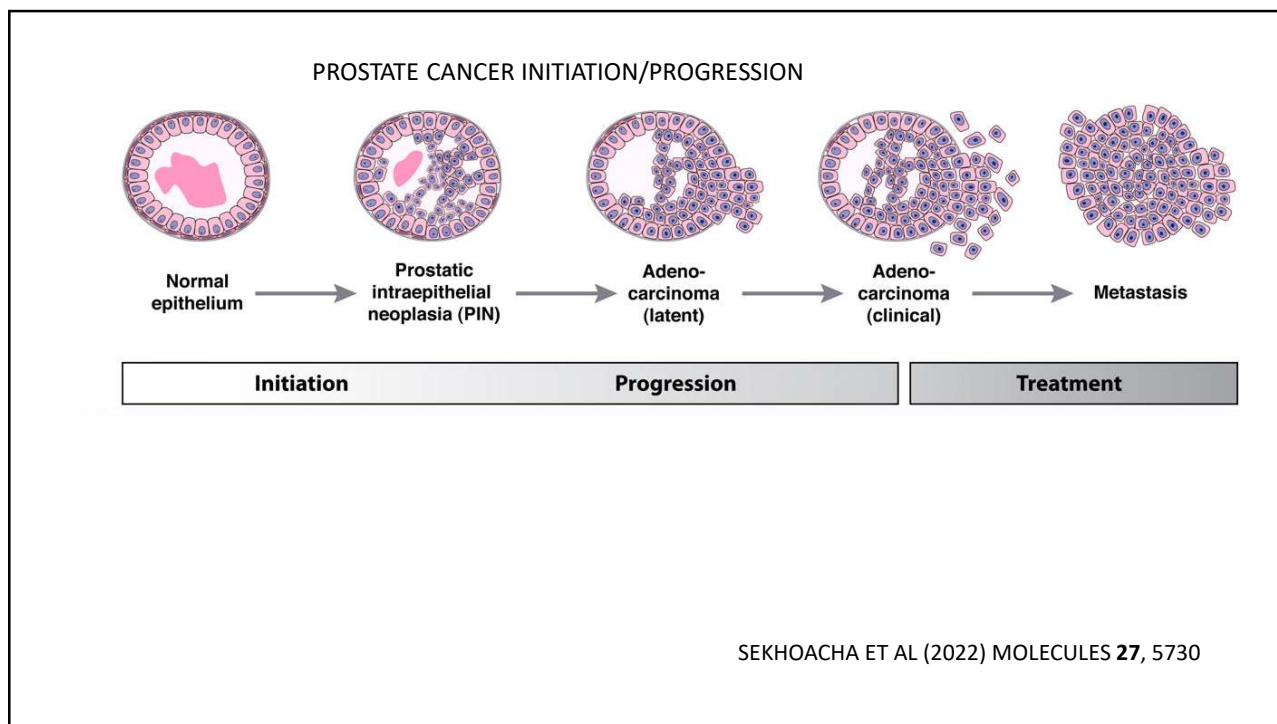 PROSTATE CANCER INITIATION/PROGRESSION
Normal
epithelium
Prostatic
intraepithelial
neoplasia (PIN)
Adeno-
carcinoma
(latent)
Adeno-
carcinoma
(clinical)
Metastasis
Initiation
Progression
Treatment
SEKHOACHA ET AL (2022) MOLECULES 27, 5730